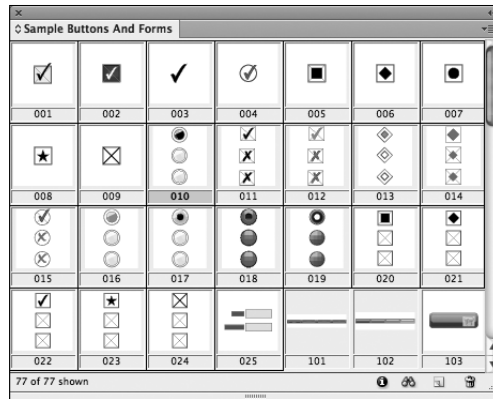 Sample Buttons And Forms
001 002 003 004 005 006 007
008 009 010 011 012 013 014
015 016 017 018 019 020 021
022 023 024 025 101 102 103
77 of 77 shown